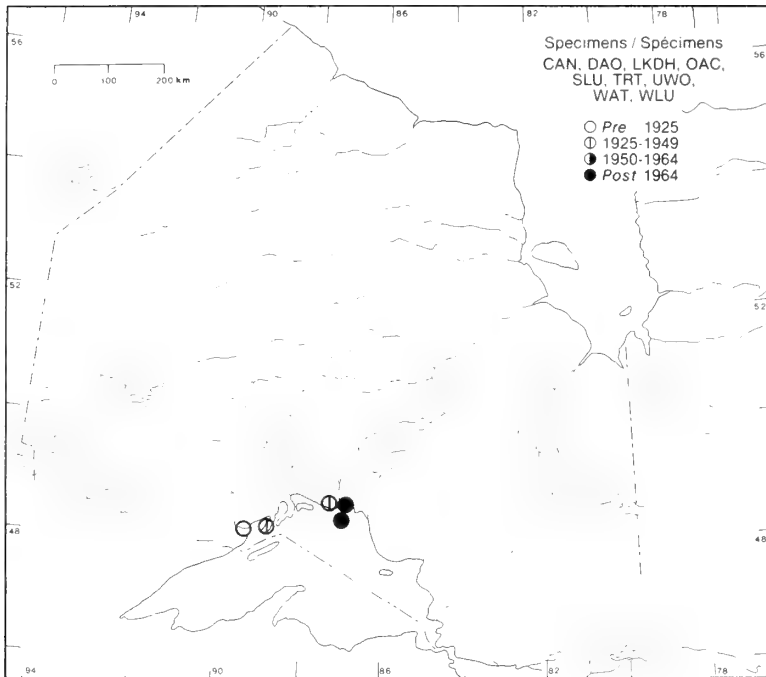 94 90 86 82 78
56 56
0 100 200 km
Specimens / Spécimens
CAN, DAO, LKDH, OAC,
SLU, TRT, UWO,
WAT, WLU
Pre 1925
1925-1949
1950-1964
Post 1964
52 52
48 48
94 90 86 82 78